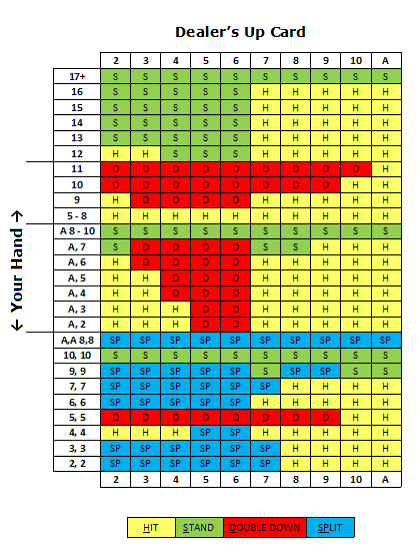 Dealer's Up Card
2 3 4 5 6 7 8 9 10 A
17+ S S S S S S S S S S
16 S S S S S H H H H H
15 S S S S S H H H H H
14 S S S S S H H H H H
13 S S S S S H H H H H
12 H H S S S H H H H H
11 D D D D D D D D D H
10 D D D D D D D D H H
9 H D D D D H H H H H
5 - 8 H H H H H H H H H H
A 8 - 10 S S S S S S S S S S
A, 7 S D D D D S S H H H
A, 6 H D D D D H H H H H
A, 5 H H D D D H H H H H
A, 4 H H D D D H H H H H
A, 3 H H H D D H H H H H
A, 2 H H H D D H H H H H
A,A 8,8 SP SP SP SP SP SP SP SP SP SP
10, 10 S S S S S S S S S S
9, 9 SP SP SP SP SP S SP SP S S
7, 7 SP SP SP SP SP SP H H H H
6, 6 SP SP SP SP SP H H H H H
5, 5 D D D D D D D D H H
4, 4 H H H SP SP H H H H H
3, 3 SP SP SP SP SP SP H H H H
2, 2 SP SP SP SP SP SP H H H H
2 3 4 5 6 7 8 9 10 A
← Your Hand →
HIT STAND DOUBLE DOWN SPLIT